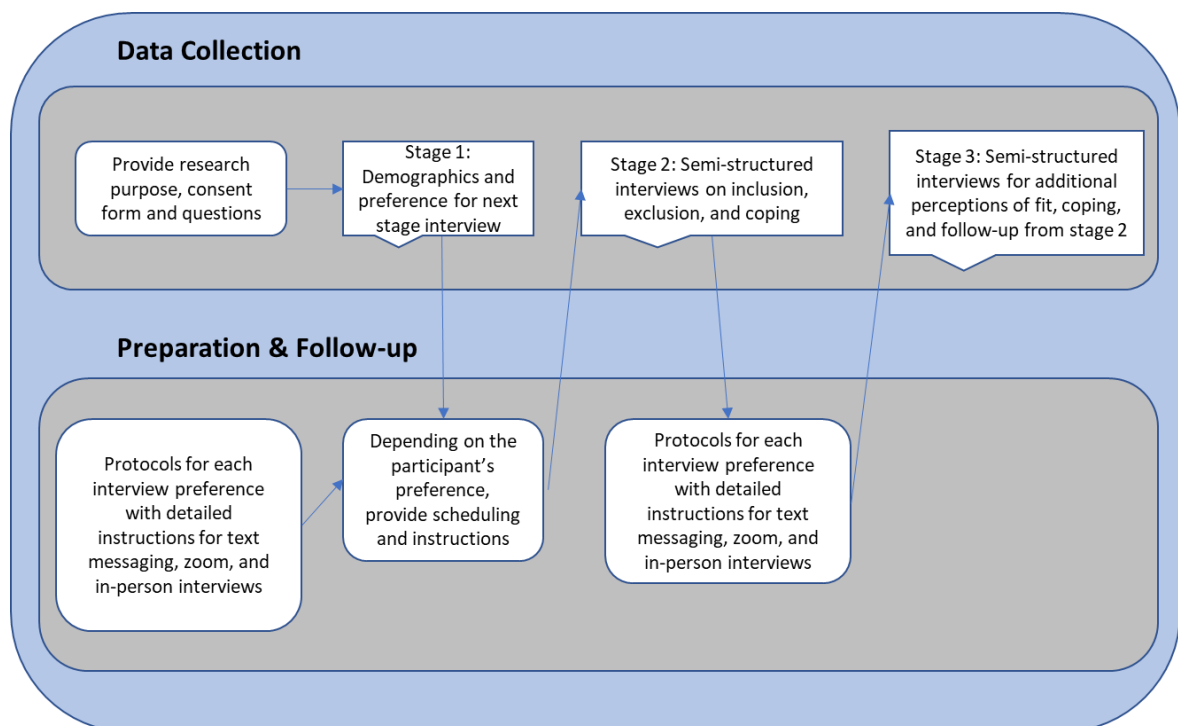 Data Collection
Provide research
purpose, consent
form and questions
Stage 1:
Demographics and
preference for next
stage interview
Stage 2: Semi-structured
interviews on inclusion,
exclusion, and coping
Stage 3: Semi-structured
interviews for additional
perceptions of fit, coping,
and follow-up from stage 2
Preparation & Follow-up
Protocols for each
interview preference
with detailed
instructions for text
messaging, zoom, and
in-person interviews
Depending on the
participant’s
preference,
provide scheduling
and instructions
Protocols for each
interview preference
with detailed
instructions for text
messaging, zoom, and
in-person interviews